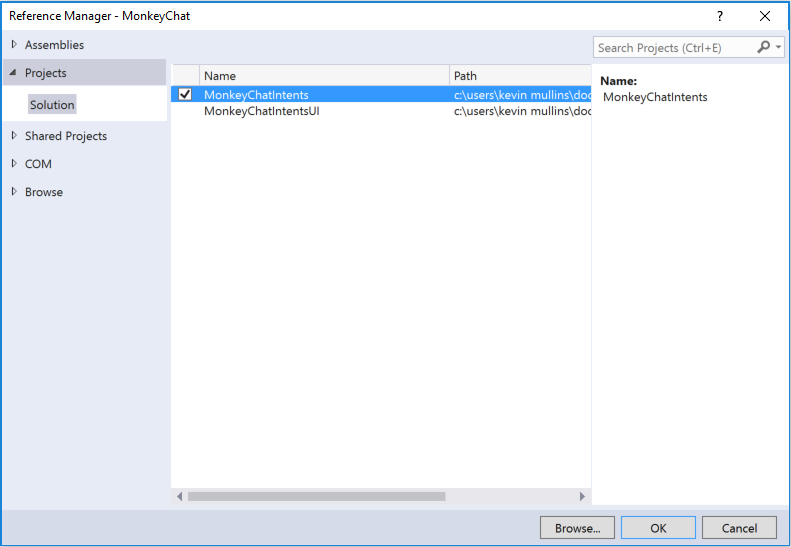 Reference Manager - MonkeyChat
?
Assemblies
Projects
Solution
Shared Projects
COM
Browse
Name
Path
MonkeyChatIntents
c:\users\kevin mullins\doc
MonkeyChatIntentsUI
c:\users\kevin mullins\doc
Search Projects (Ctrl+E)
Name:
MonkeyChatIntents
Browse...
OK
Cancel